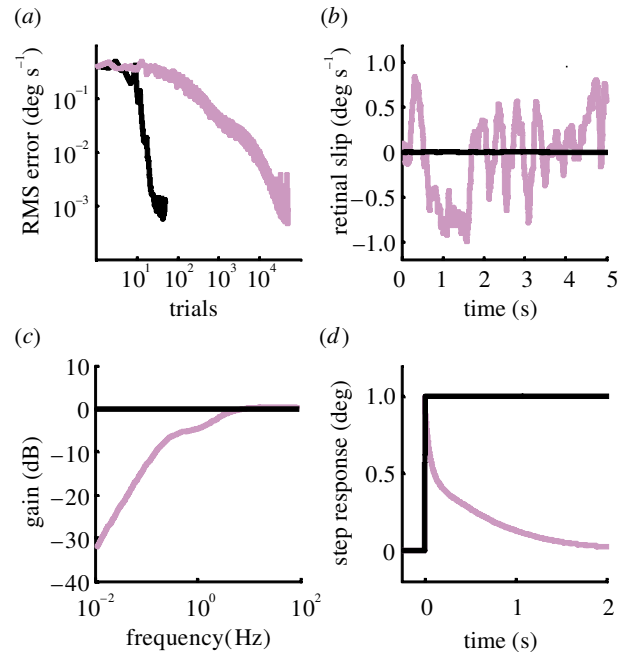 (a)
RMS error (deg s⁻¹)
10⁻¹
10⁻²
10⁻³
10¹ 10² 10³ 10⁴
trials
(b)
retinal slip (deg s⁻¹)
1.0
0.5
0
−0.5
−1.0
0 1 2 3 4 5
time (s)
(c)
gain (dB)
10
0
−10
−20
−30
−40
10⁻² 10⁰ 10²
frequency(Hz)
(d)
step response (deg)
1.0
0.5
0
0 1 2
time (s)